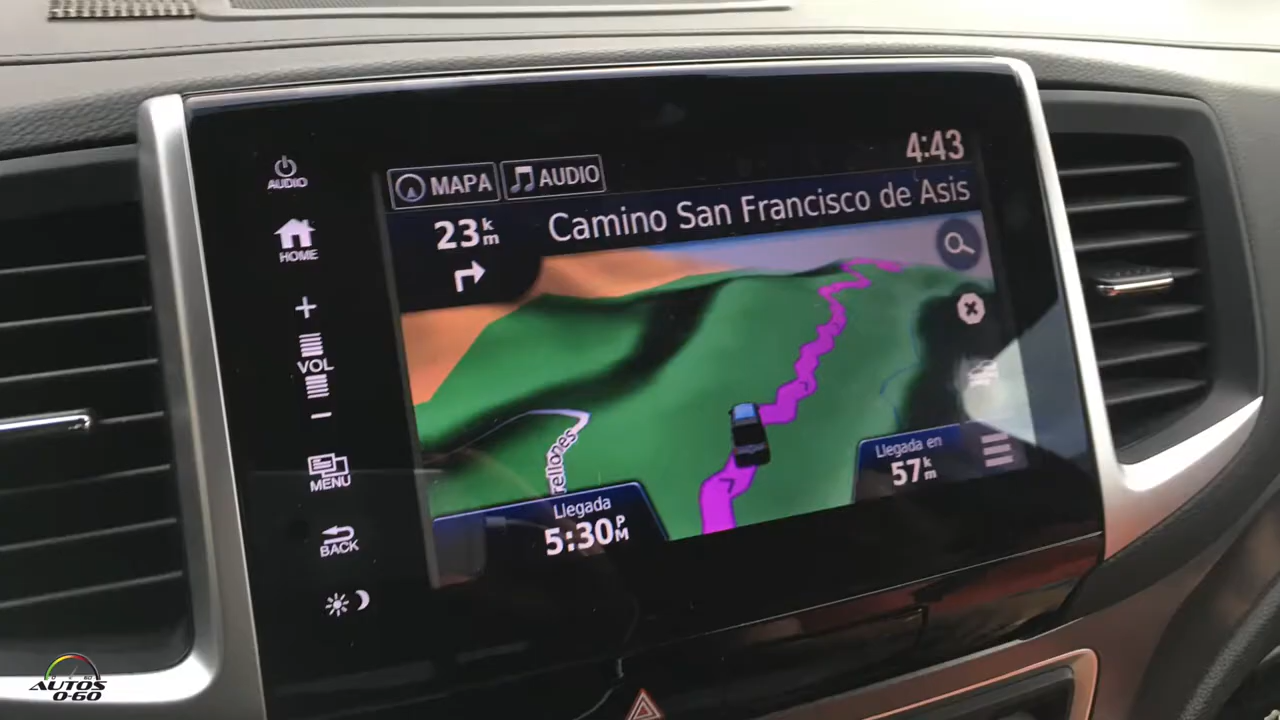 AUDIO
HOME
+
VOL
−
MENU
BACK
MAPA
AUDIO
4:43
23 km
Camino San Francisco de Asis
rellones
Llegada
5:30 PM
Llegada en
57 km
AUTOS
0-60